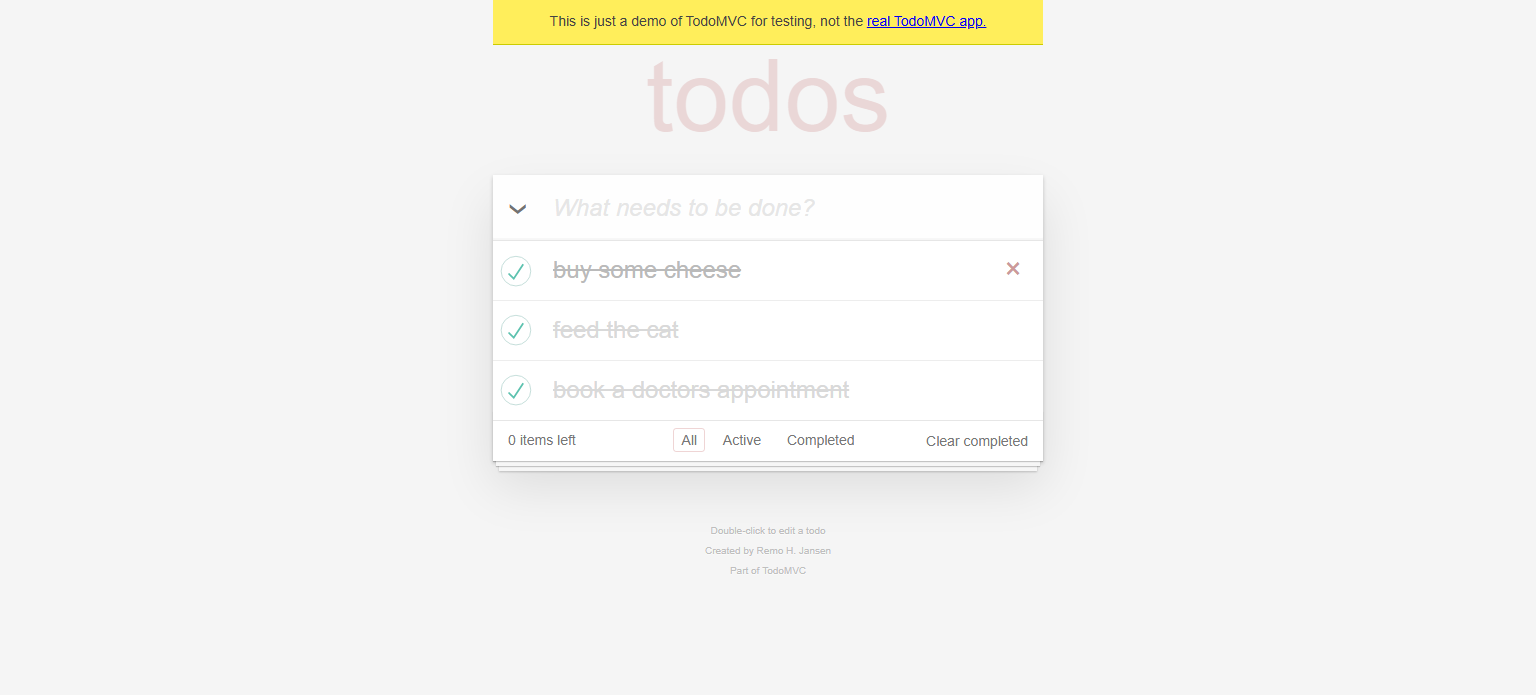 This is just a demo of TodoMVC for testing, not the real TodoMVC app.
todos
What needs to be done?
buy some cheese
feed the cat
book a doctors appointment
0 items left All Active Completed Clear completed
Double-click to edit a todo
Created by Remo H. Jansen
Part of TodoMVC